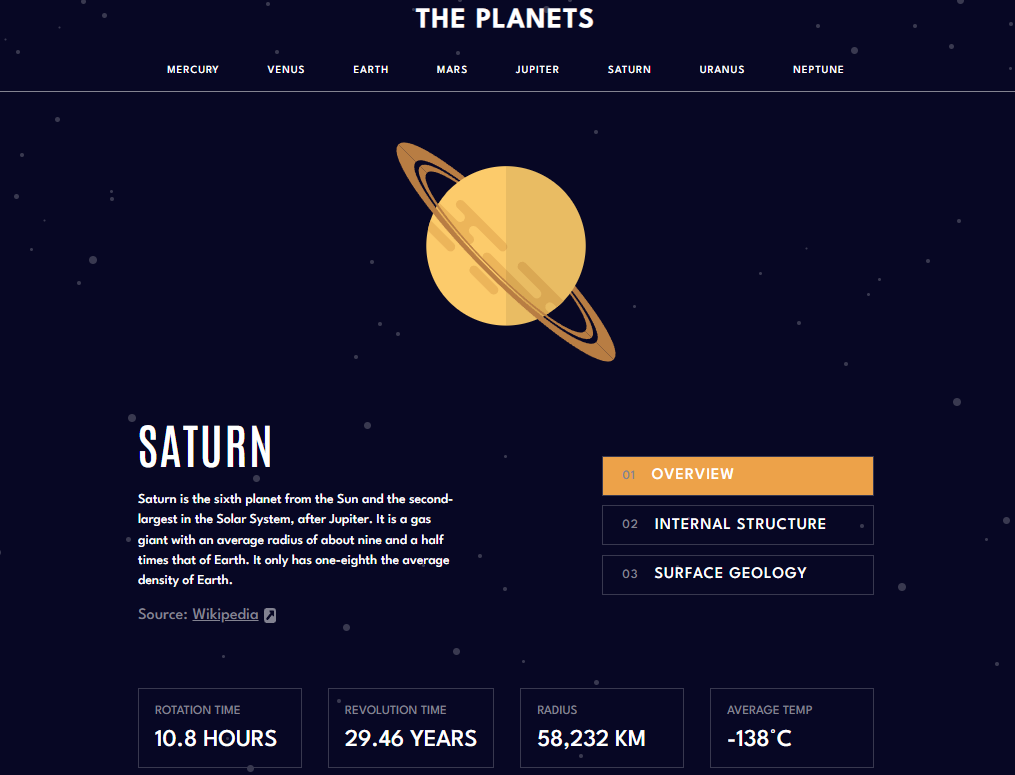 THE PLANETS
MERCURY VENUS EARTH MARS JUPITER SATURN URANUS NEPTUNE
SATURN
Saturn is the sixth planet from the Sun and the second-
largest in the Solar System, after Jupiter. It is a gas
giant with an average radius of about nine and a half
times that of Earth. It only has one-eighth the average
density of Earth.
Source: Wikipedia
01 OVERVIEW
02 INTERNAL STRUCTURE
03 SURFACE GEOLOGY
ROTATION TIME
10.8 HOURS
REVOLUTION TIME
29.46 YEARS
RADIUS
58,232 KM
AVERAGE TEMP
-138°C